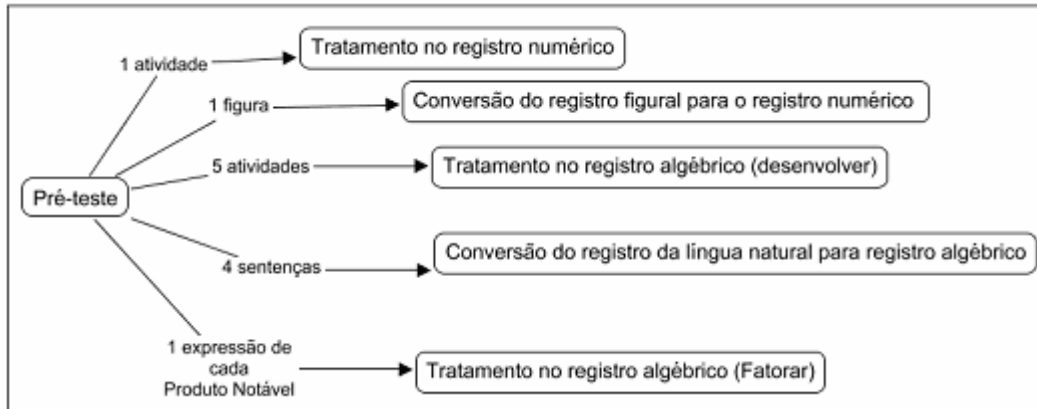 1 atividade
Tratamento no registro numérico
1 figura
Conversão do registro figural para o registro numérico
5 atividades
Tratamento no registro algébrico (desenvolver)
Pré-teste
4 sentenças
Conversão do registro da língua natural para registro algébrico
1 expressão de
cada
Produto Notável
Tratamento no registro algébrico (Fatorar)